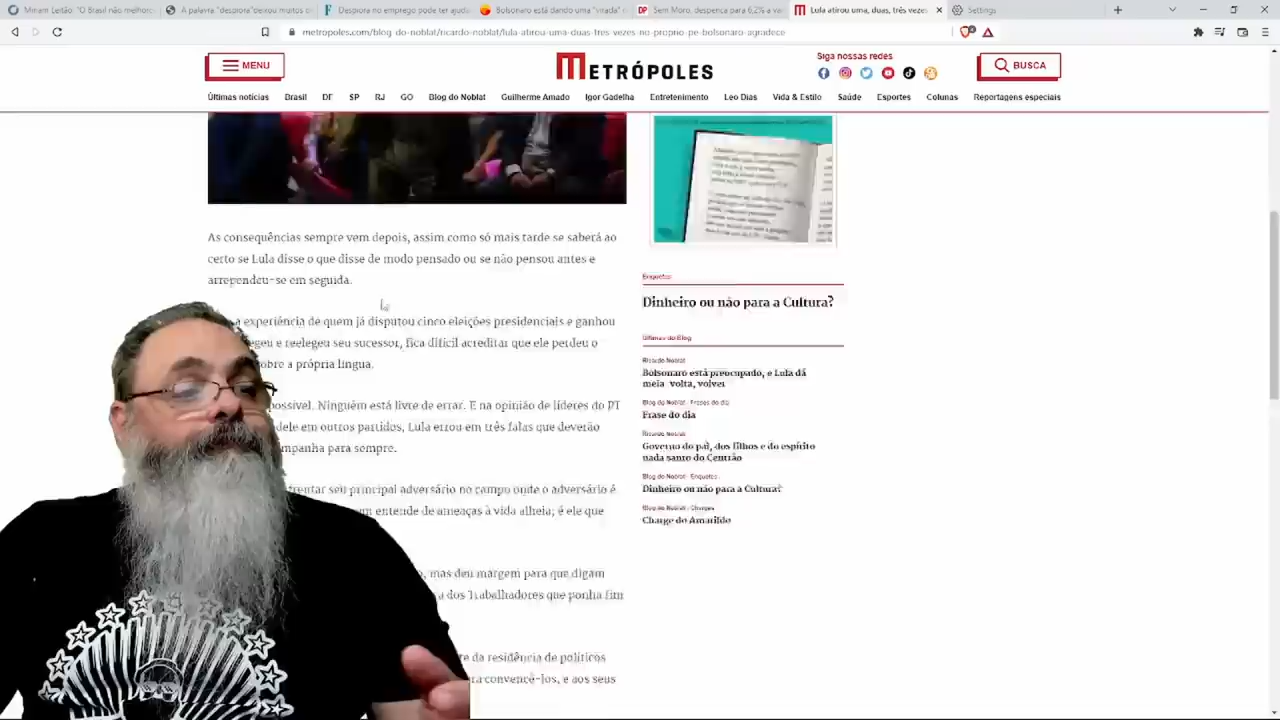 Miriam Leitão: "O Brasil não melhorou
A palavra "despiora" deixou muitos b
Despiora no emprego pode ter ajuda
Bolsonaro está dando uma "virada" n
Sem Moro, despenca para 6,2% a va
Lula atirou uma, duas, três vezes
Settings
metropoles.com/blog-do-noblat/ricardo-noblat/lula-atirou-uma-duas-tres-vezes-no-proprio-pe-bolsonaro-agradece
MENU
METRÓPOLES
Siga nossas redes
BUSCA
Últimas notícias Brasil DF SP RJ GO Blog do Noblat Guilherme Amado Igor Gadelha Entretenimento Leo Dias Vida & Estilo Saúde Esportes Colunas Reportagens especiais
As consequências sempre vem depois, assim como só mais tarde se saberá ao
certo se Lula disse o que disse de modo pensado ou se não pensou antes e
arrependeu-se em seguida.
a experiência de quem já disputou cinco eleições presidenciais e ganhou
egeu e reelegeu seu sucessor, fica difícil acreditar que ele perdeu o
obre a própria língua.
possível. Ninguém está livre de errar. E na opinião de líderes do PT
dele em outros partidos, Lula errou em três falas que deverão
mpanha para sempre.
rentar seu principal adversário no campo onde o adversário é
m entende de ameaças à vida alheia; é ele que
, mas deu margem para que digam
a dos Trabalhadores que ponha fim
re da residência de políticos
ra convencê-los, e aos seus
Enquetes
Dinheiro ou não para a Cultura?
Últimas do Blog
Ricardo Noblat
Bolsonaro está preocupado, e Lula dá
meia-volta, volver
Blog do Noblat - Frases do dia
Frase do dia
Ricardo Noblat
Governo do pai, dos filhos e do espírito
nada santo do Centrão
Blog do Noblat - Enquetes
Dinheiro ou não para a Cultura?
Blog do Noblat - Charges
Charge do Amarildo